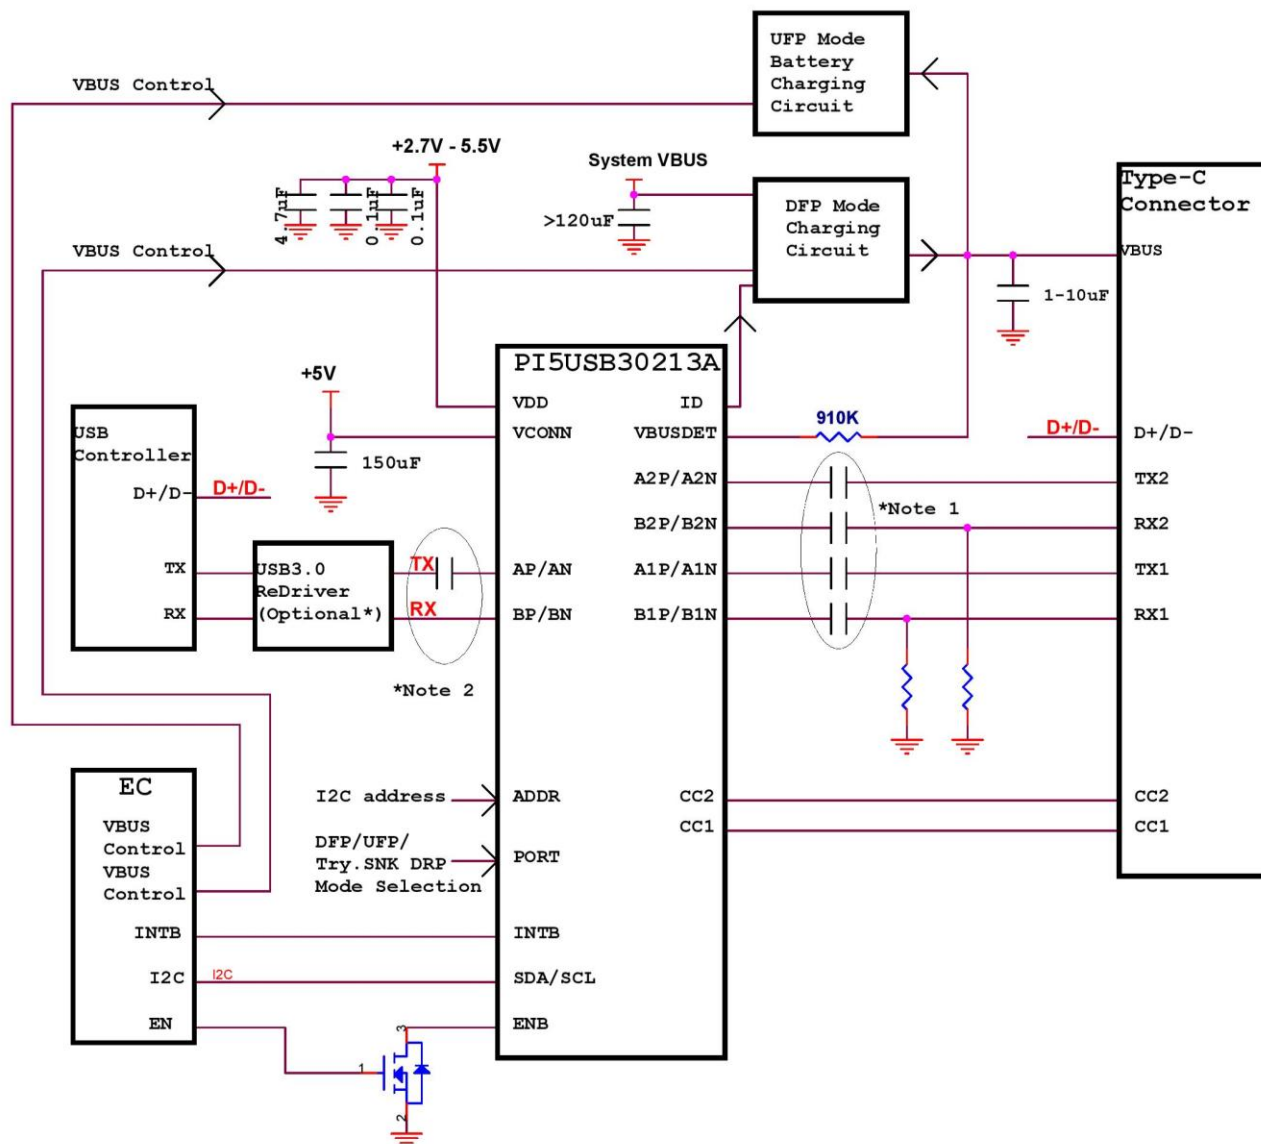 UFP Mode
Battery
Charging
Circuit
VBUS Control
+2.7V - 5.5V
System VBUS
Type-C
Connector
4.7uF
0.1uF
0.1uF
>120uF
DFP Mode
Charging
Circuit
VBUS Control
VBUS
1-10uF
PI5USB30213A
+5V
VDD
ID
910K
USB
Controller
VCONN
VBUSDET
D+/D-
D+/D-
150uF
A2P/A2N
TX2
D+/D-
D+/D-
*Note 1
B2P/B2N
RX2
TX
USB3.0
ReDriver
(Optional*)
TX
AP/AN
A1P/A1N
TX1
RX
RX
BP/BN
B1P/B1N
RX1
*Note 2
EC
I2C address
ADDR
CC2
CC2
VBUS
Control
CC1
CC1
DFP/UFP/
Try.SNK DRP
Mode Selection
PORT
VBUS
Control
INTB
INTB
I2C
I2C
SDA/SCL
EN
ENB
3
1
2